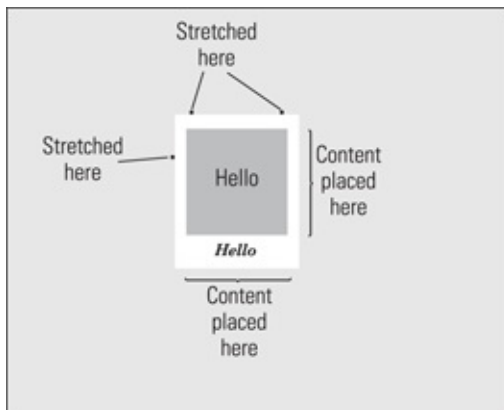 Stretched
here
Stretched
here
Hello
Content
placed
here
Hello
Content
placed
here